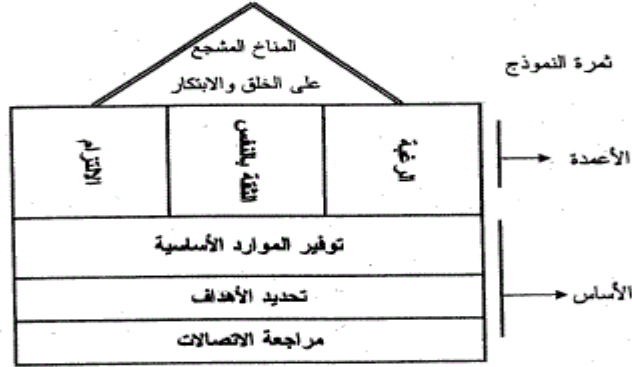 المناخ المشجع
على الخلق والابتكار
ثمرة النموذج
الرغبة
الثقة بالنفس
الالتزام
الأعمدة
توفير الموارد الأساسية
تحديد الأهداف
مراجعة الاتصالات
الأساس